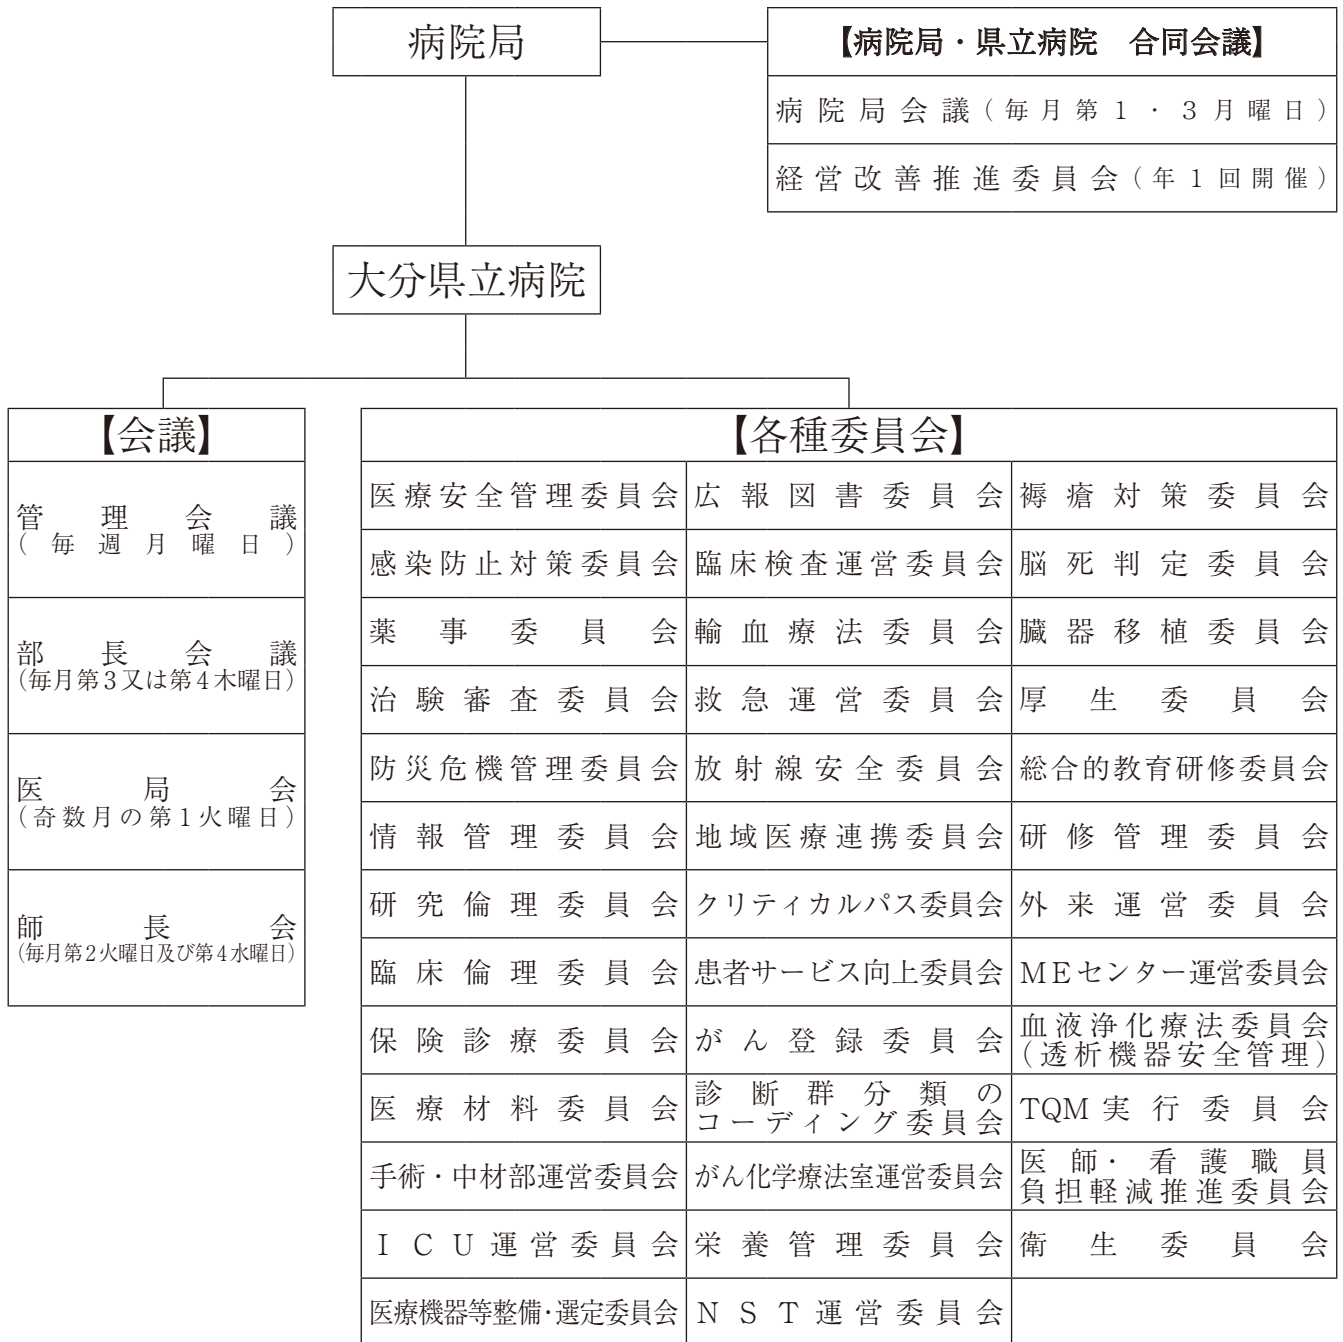 病院局
【病院局・県立病院　合同会議】
病院局会議(毎月第1・3月曜日)
経営改善推進委員会(年1回開催)
大分県立病院
【会議】
管理会議
(毎週月曜日)
部長会議
(毎月第3又は第4木曜日)
医局会
(奇数月の第1火曜日)
師長会
(毎月第2火曜日及び第4水曜日)
【各種委員会】
医療安全管理委員会
広報図書委員会
褥瘡対策委員会
感染防止対策委員会
臨床検査運営委員会
脳死判定委員会
薬事委員会
輸血療法委員会
臓器移植委員会
治験審査委員会
救急運営委員会
厚生委員会
防災危機管理委員会
放射線安全委員会
総合的教育研修委員会
情報管理委員会
地域医療連携委員会
研修管理委員会
研究倫理委員会
クリティカルパス委員会
外来運営委員会
臨床倫理委員会
患者サービス向上委員会
MEセンター運営委員会
保険診療委員会
がん登録委員会
血液浄化療法委員会
(透析機器安全管理)
医療材料委員会
診断群分類の
コーディング委員会
TQM実行委員会
手術・中材部運営委員会
がん化学療法室運営委員会
医師・看護職員
負担軽減推進委員会
ICU運営委員会
栄養管理委員会
衛生委員会
医療機器等整備・選定委員会
NST運営委員会